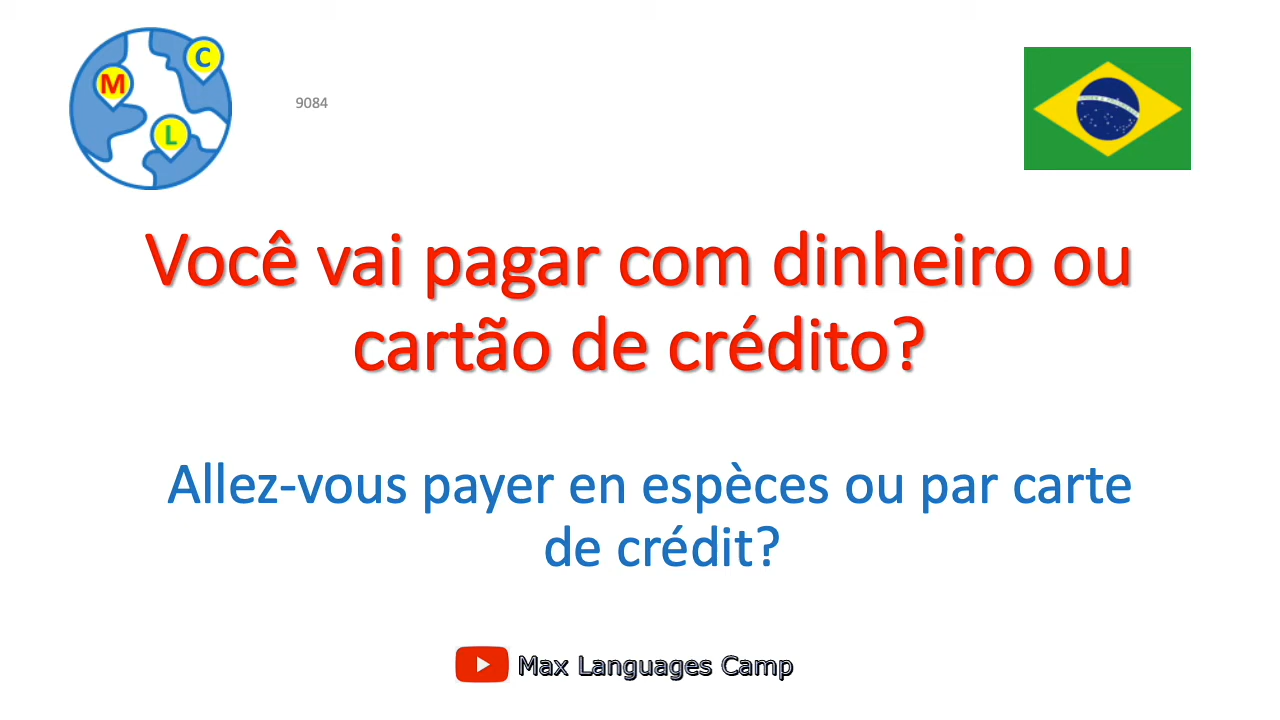 C
M
9084
L
Você vai pagar com dinheiro ou
cartão de crédito?
Allez-vous payer en espèces ou par carte
de crédit?
Max Languages Camp